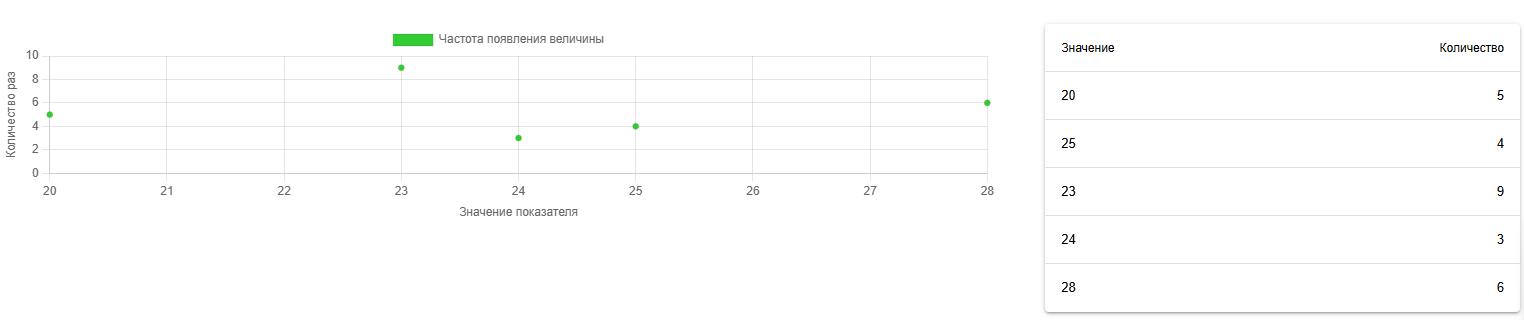 Частота появления величины
Количество раз
10
8
6
4
2
0
20 21 22 23 24 25 26 27 28
Значение показателя
Значение Количество
20 5
25 4
23 9
24 3
28 6